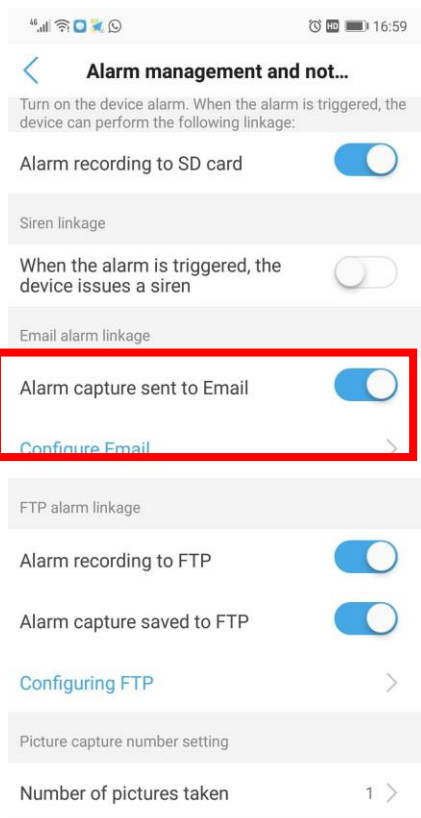 46 HD 16:59
Alarm management and not...
Turn on the device alarm. When the alarm is triggered, the
device can perform the following linkage:
Alarm recording to SD card
Siren linkage
When the alarm is triggered, the
device issues a siren
Email alarm linkage
Alarm capture sent to Email
Configure Email
FTP alarm linkage
Alarm recording to FTP
Alarm capture saved to FTP
Configuring FTP
Picture capture number setting
Number of pictures taken 1